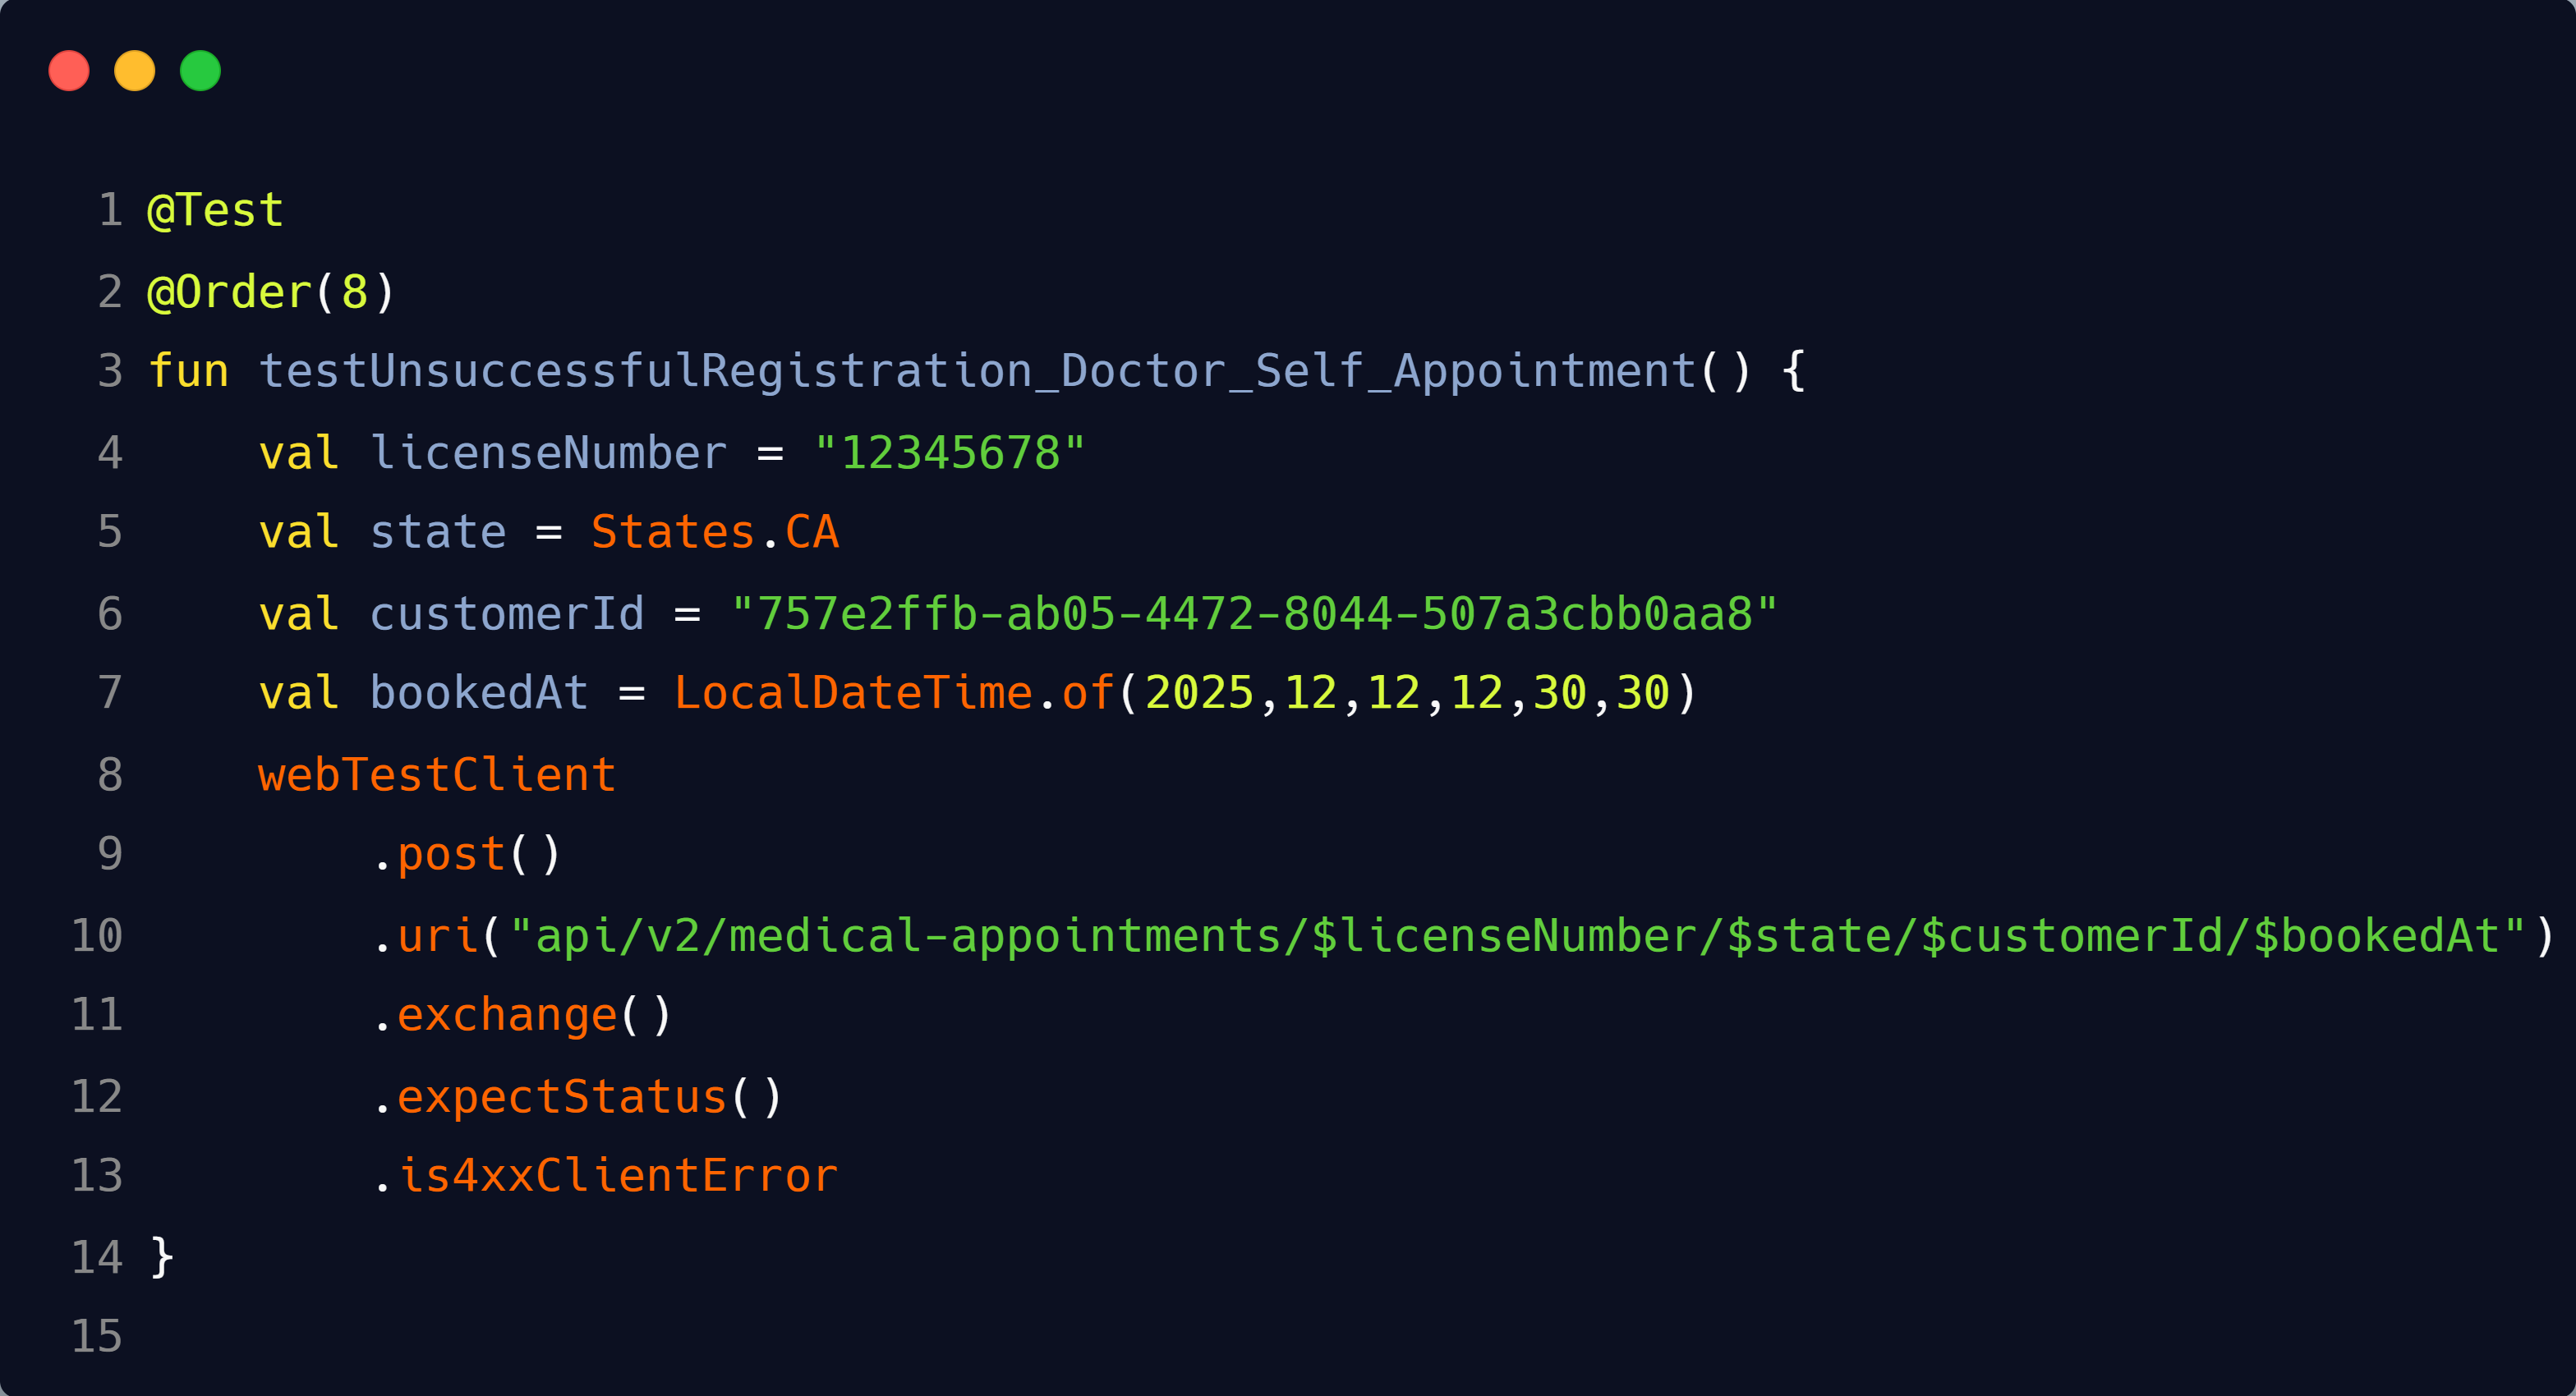 1 @Test
2 @Order(8)
3 fun testUnsuccessfulRegistration_Doctor_Self_Appointment() {
4     val licenseNumber = "12345678"
5     val state = States.CA
6     val customerId = "757e2ffb-ab05-4472-8044-507a3cbb0aa8"
7     val bookedAt = LocalDateTime.of(2025,12,12,12,30,30)
8     webTestClient
9         .post()
10         .uri("api/v2/medical-appointments/$licenseNumber/$state/$customerId/$bookedAt")
11         .exchange()
12         .expectStatus()
13         .is4xxClientError
14 }
15